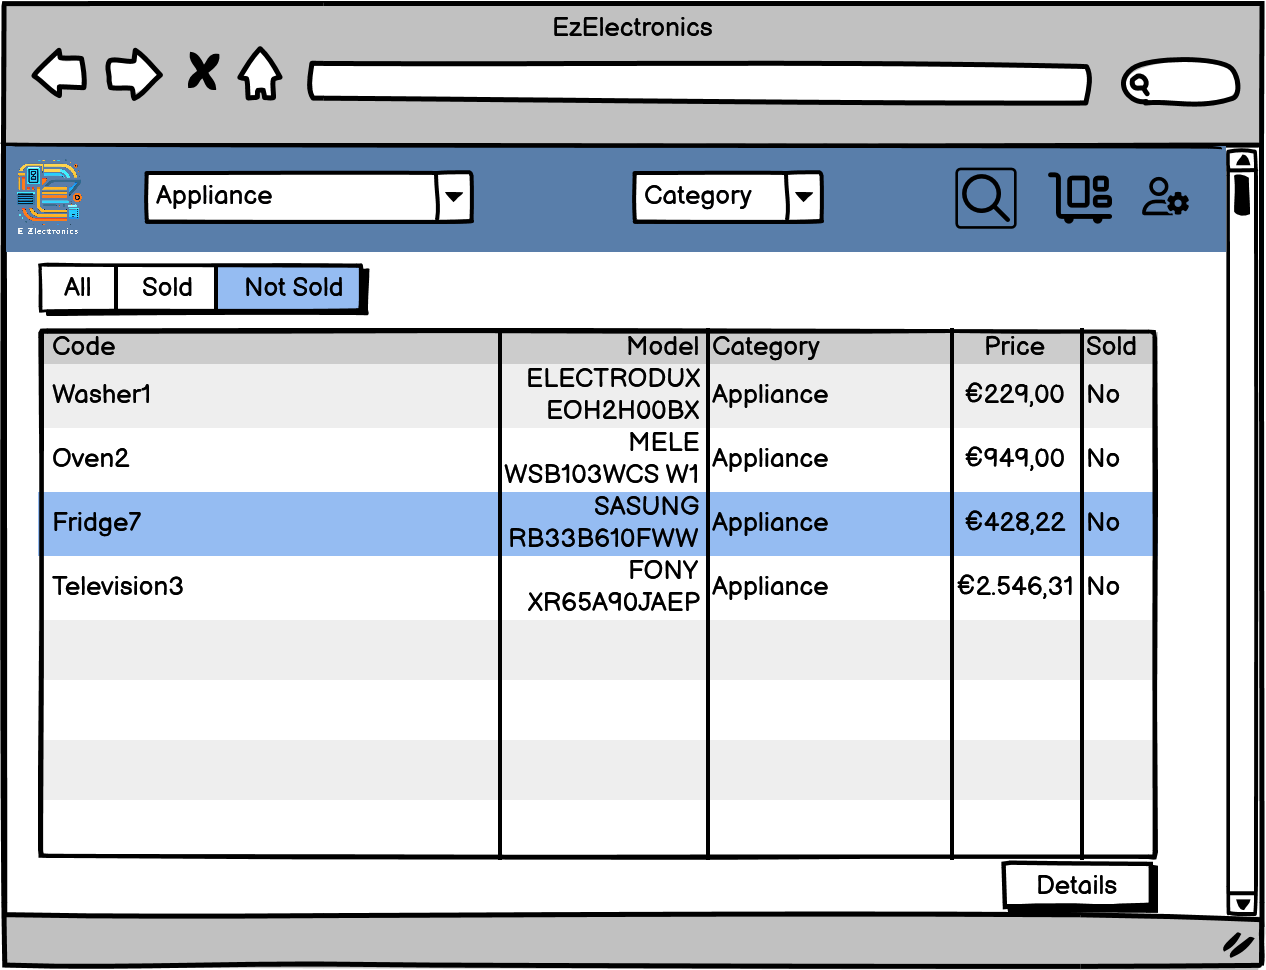 EzElectronics
Appliance
Category
E Zlectronics
All Sold Not Sold
Code Model Category Price Sold
Washer1 ELECTRODUX EOH2H00BX Appliance €229,00 No
Oven2 MELE WSB103WCS W1 Appliance €949,00 No
Fridge7 SASUNG RB33B610FWW Appliance €428,22 No
Television3 FONY XR65A90JAEP Appliance €2.546,31 No
Details